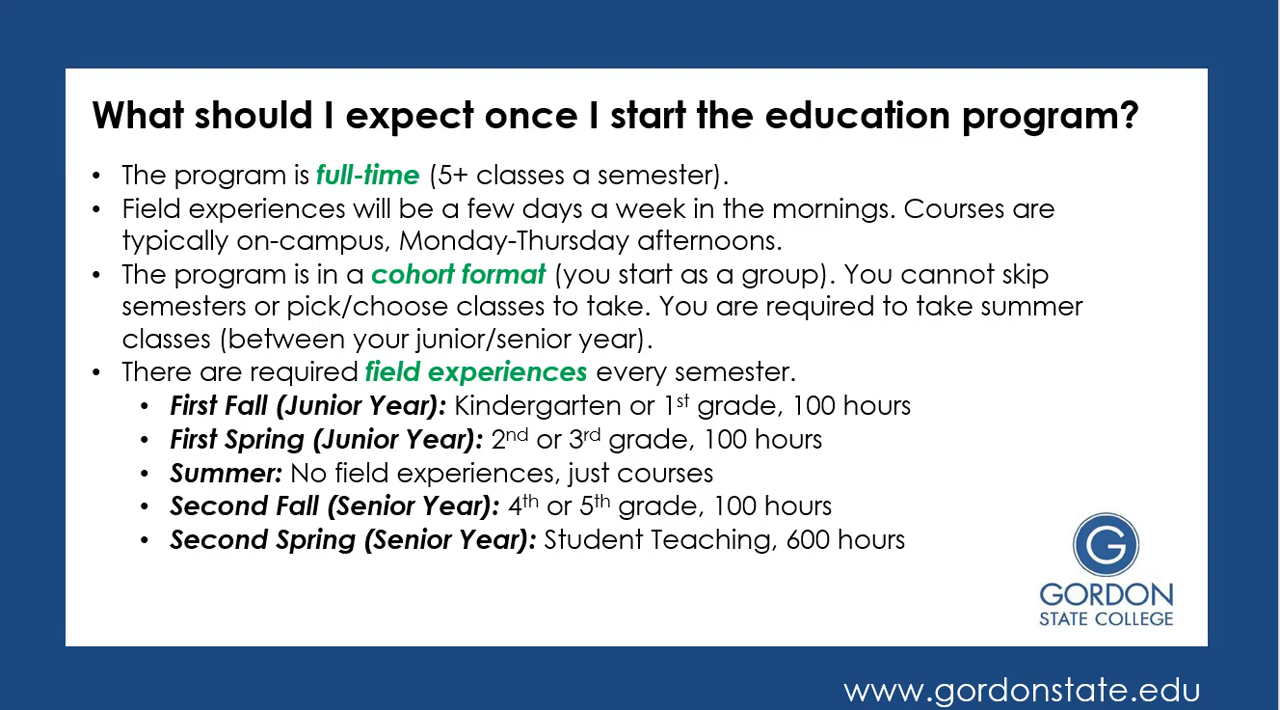 What should I expect once I start the education program?
• The program is full-time (5+ classes a semester).
• Field experiences will be a few days a week in the mornings. Courses are
typically on-campus, Monday-Thursday afternoons.
• The program is in a cohort format (you start as a group). You cannot skip
semesters or pick/choose classes to take. You are required to take summer
classes (between your junior/senior year).
• There are required field experiences every semester.
• First Fall (Junior Year): Kindergarten or 1st grade, 100 hours
• First Spring (Junior Year): 2nd or 3rd grade, 100 hours
• Summer: No field experiences, just courses
• Second Fall (Senior Year): 4th or 5th grade, 100 hours
• Second Spring (Senior Year): Student Teaching, 600 hours
G
GORDON
STATE COLLEGE
www.gordonstate.edu